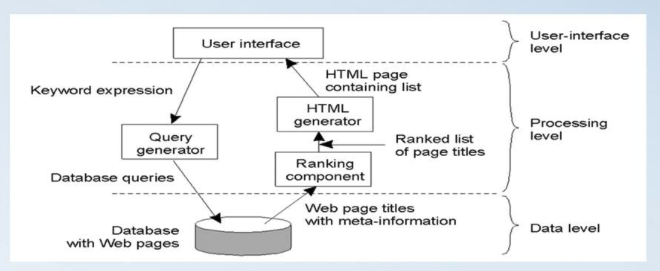 User interface
User-interface
level
HTML page
containing list
Keyword expression
HTML
generator
Query
generator
Ranked list
of page titles
Processing
level
Ranking
component
Database queries
Web page titles
with meta-information
Database
with Web pages
Data level